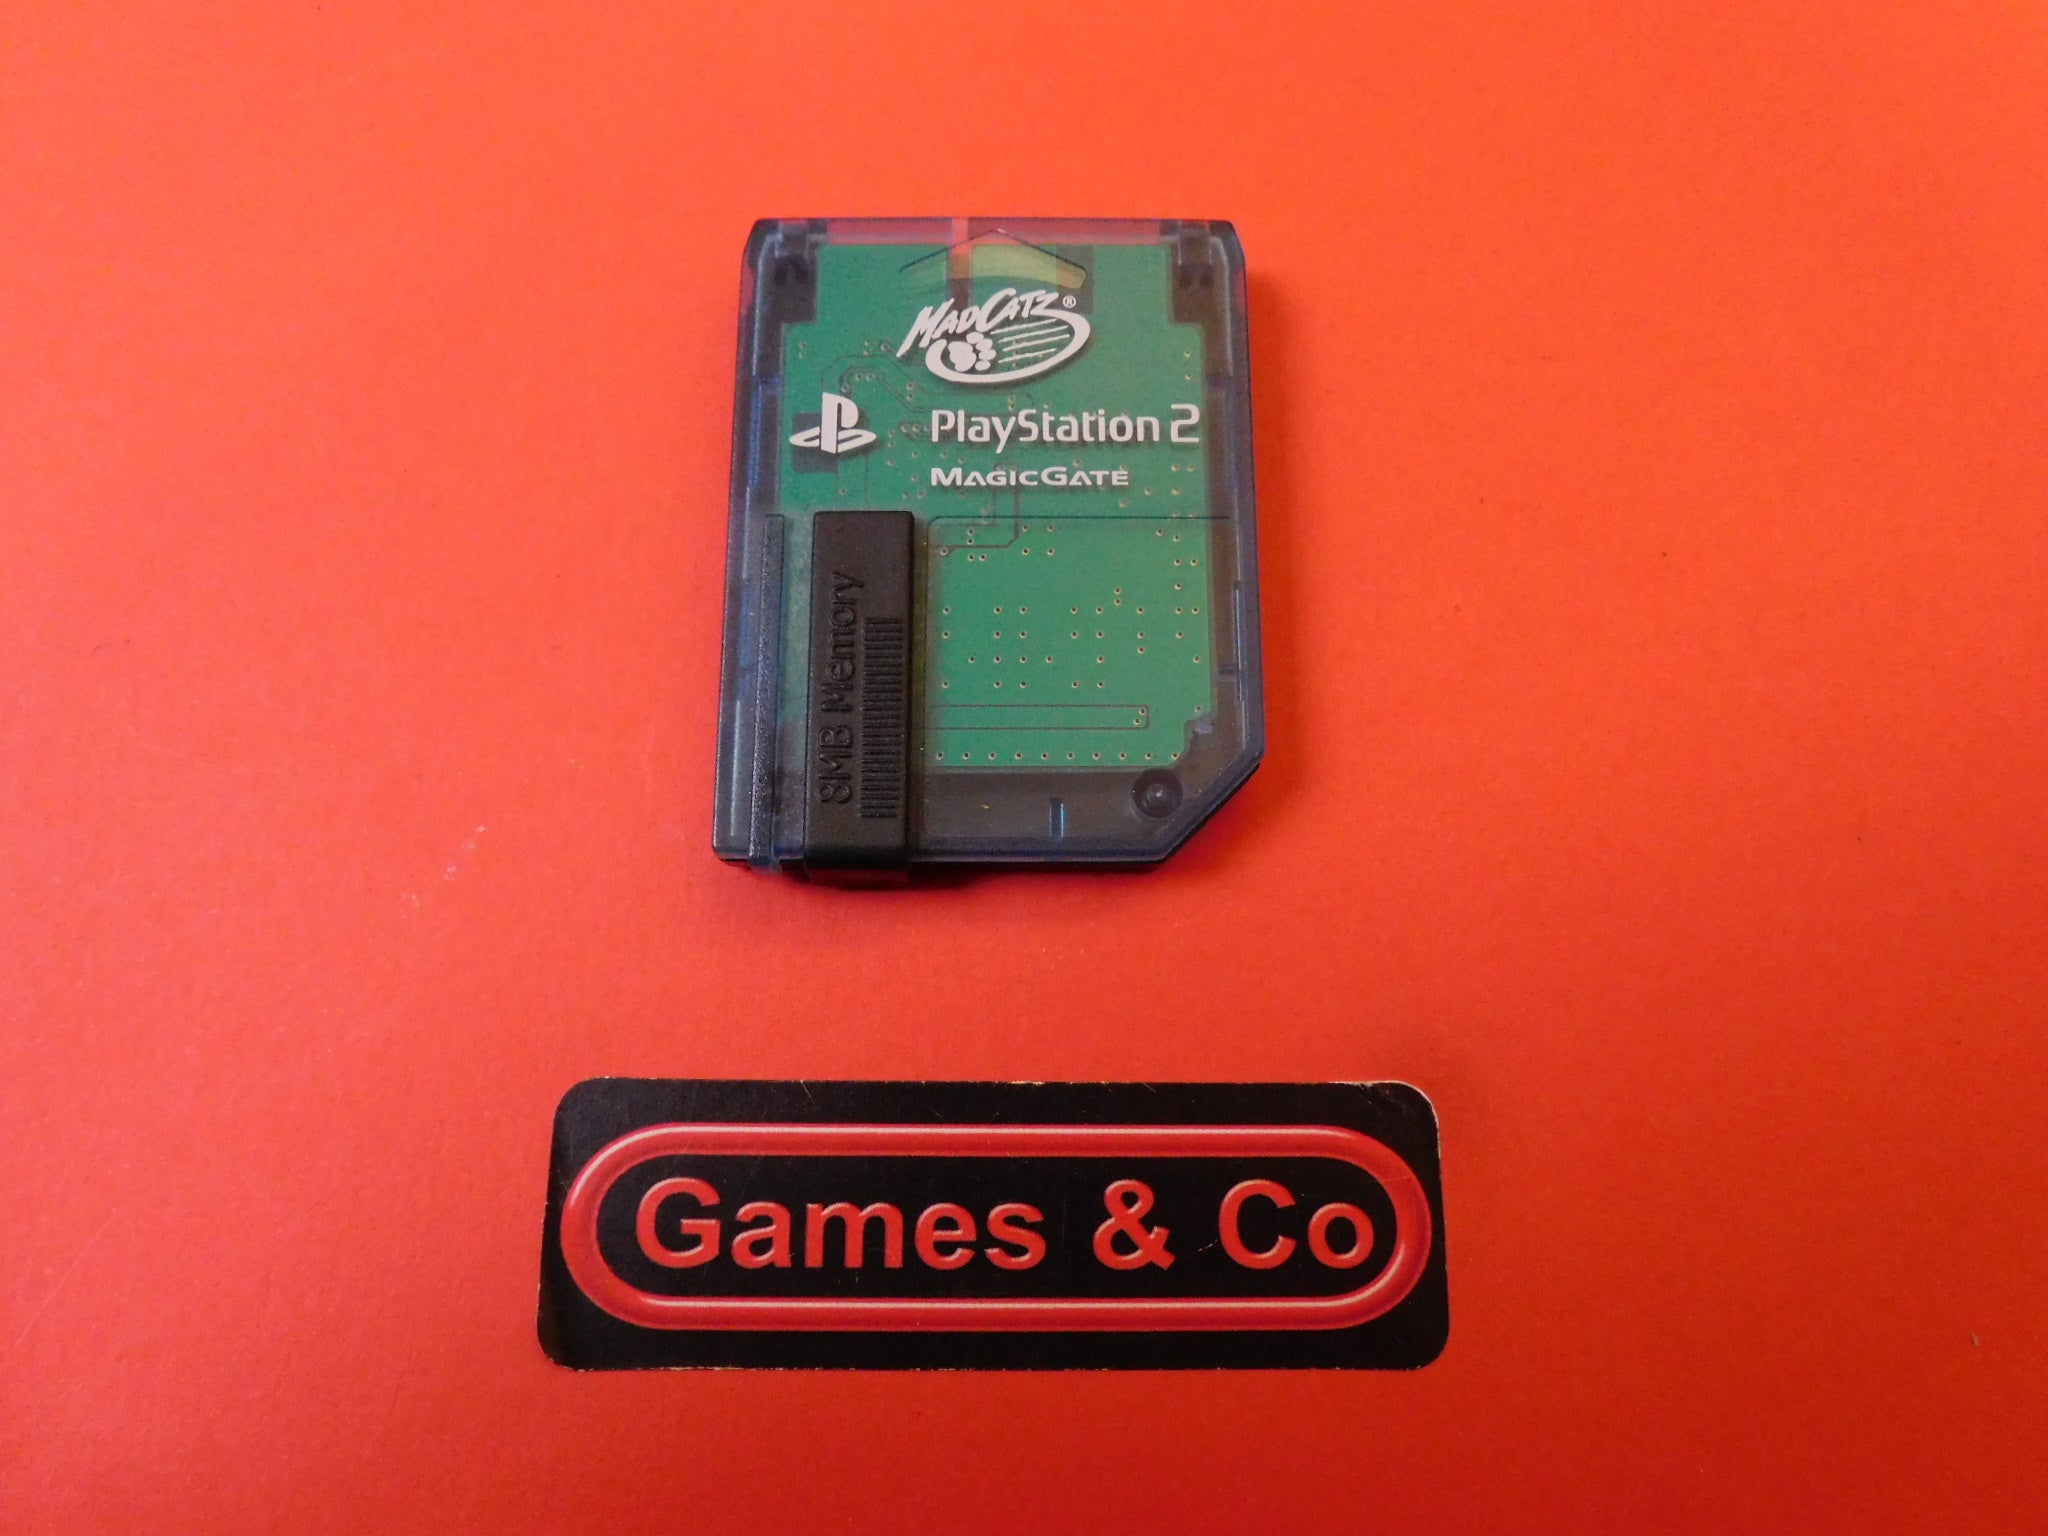 MADCATZ®
PlayStation 2
MAGICGATE
8MB Memory
Games & Co